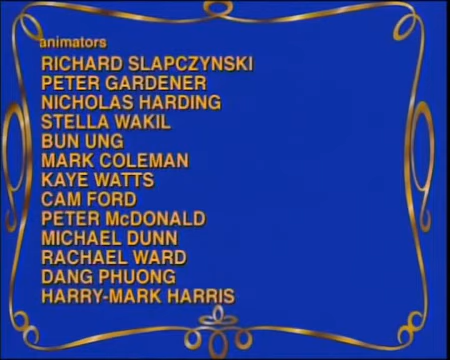 animators
RICHARD SLAPCZYNSKI
PETER GARDENER
NICHOLAS HARDING
STELLA WAKIL
BUN UNG
MARK COLEMAN
KAYE WATTS
CAM FORD
PETER McDONALD
MICHAEL DUNN
RACHAEL WARD
DANG PHUONG
HARRY-MARK HARRIS